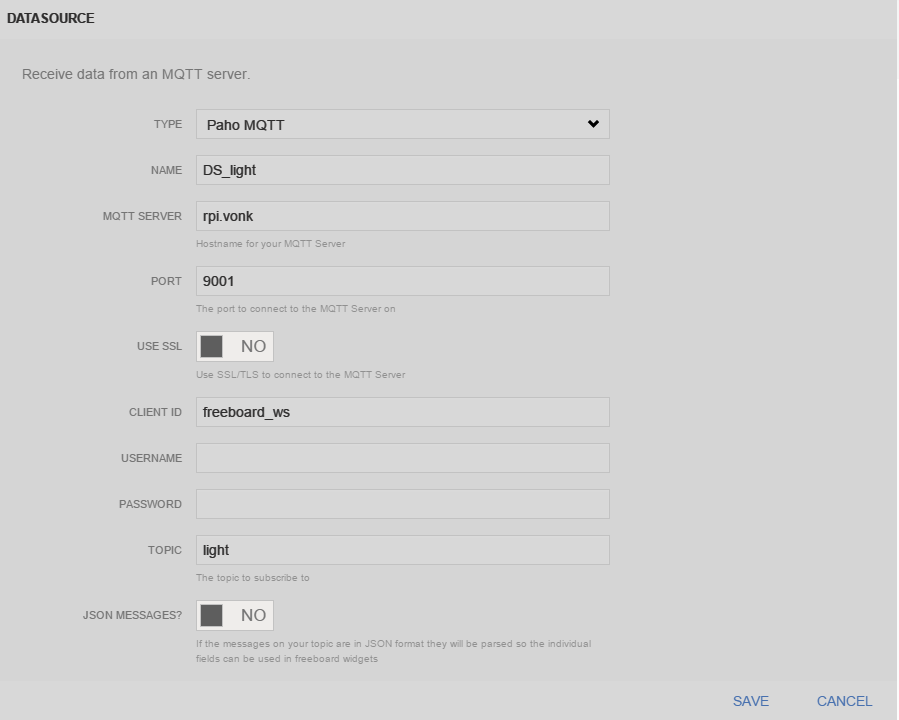 DATASOURCE
Receive data from an MQTT server.
TYPE Paho MQTT
NAME DS_light
MQTT SERVER rpi.vonk
Hostname for your MQTT Server
PORT 9001
The port to connect to the MQTT Server on
USE SSL NO
Use SSL/TLS to connect to the MQTT Server
CLIENT ID freeboard_ws
USERNAME
PASSWORD
TOPIC light
The topic to subscribe to
JSON MESSAGES? NO
If the messages on your topic are in JSON format they will be parsed so the individual
fields can be used in freeboard widgets
SAVE CANCEL